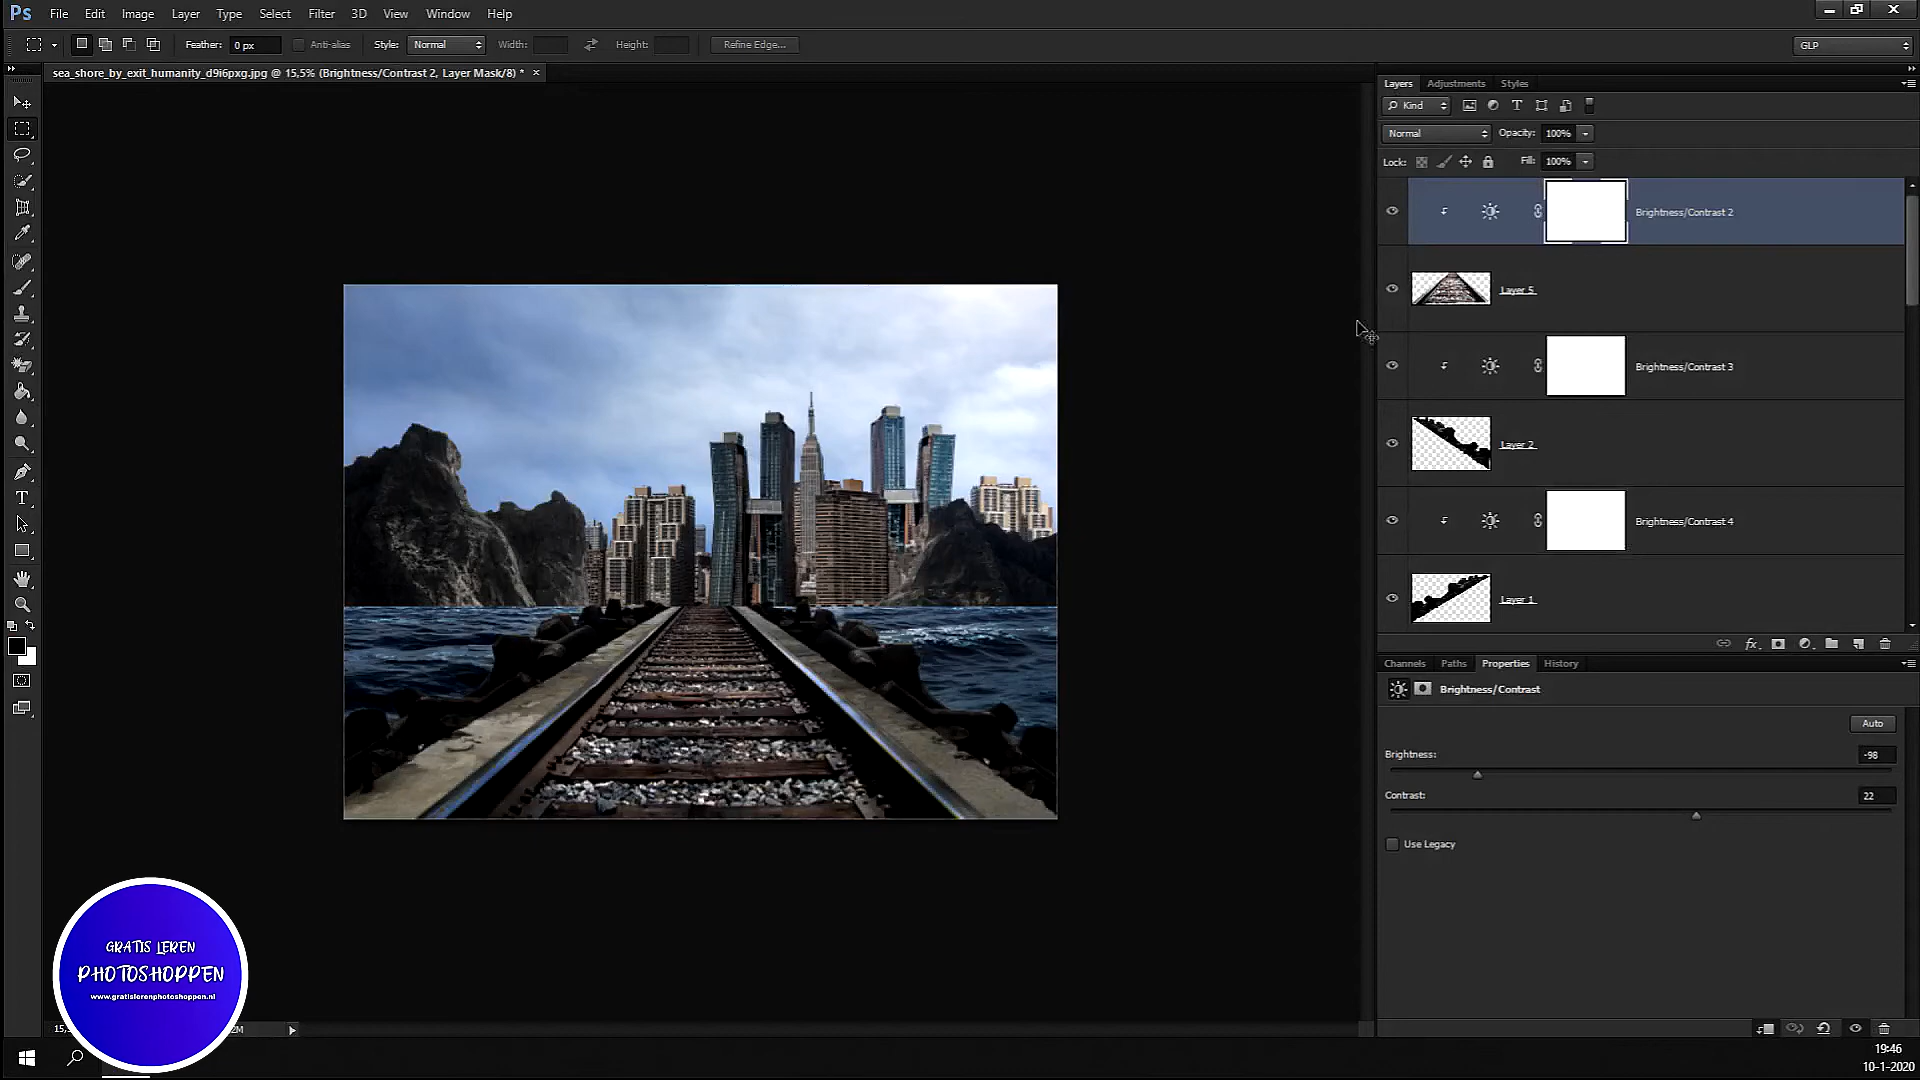 Ps File Edit Image Layer Type Select Filter 3D View Window Help
Feather: 0 px Anti-alias Style: Normal Width: Height: Refine Edge... GLP
sea_shore_by_exit_humanity_d9i6pxg.jpg @ 15,5% (Brightness/Contrast 2, Layer Mask/8) * ×
Layers Adjustments Styles
Kind
Normal Opacity: 100%
Lock: Fill: 100%
Brightness/Contrast 2
Layer 5
Brightness/Contrast 3
Layer 2
Brightness/Contrast 4
Layer 1
fx
Channels Paths Properties History
Brightness/Contrast
Auto
Brightness: -98
Contrast: 22
Use Legacy
GRATIS LEREN
PHOTOSHOPPEN
www.gratislerenphotoshoppen.nl
19:46
10-1-2020